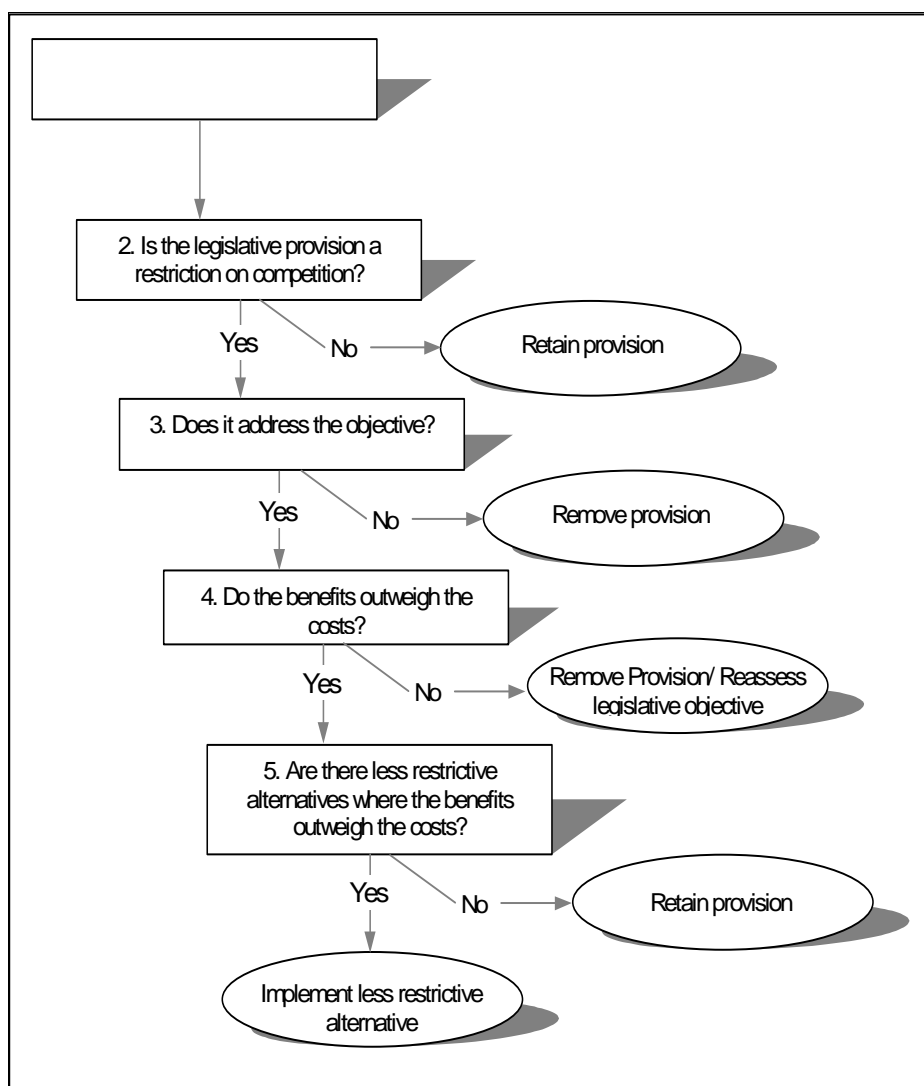 2. Is the legislative provision a
restriction on competition?
Yes
No
Retain provision
3. Does it address the objective?
Yes
No
Remove provision
4. Do the benefits outweigh the
costs?
Yes
No
Remove Provision/ Reassess
legislative objective
5. Are there less restrictive
alternatives where the benefits
outweigh the costs?
Yes
No
Retain provision
Implement less restrictive
alternative